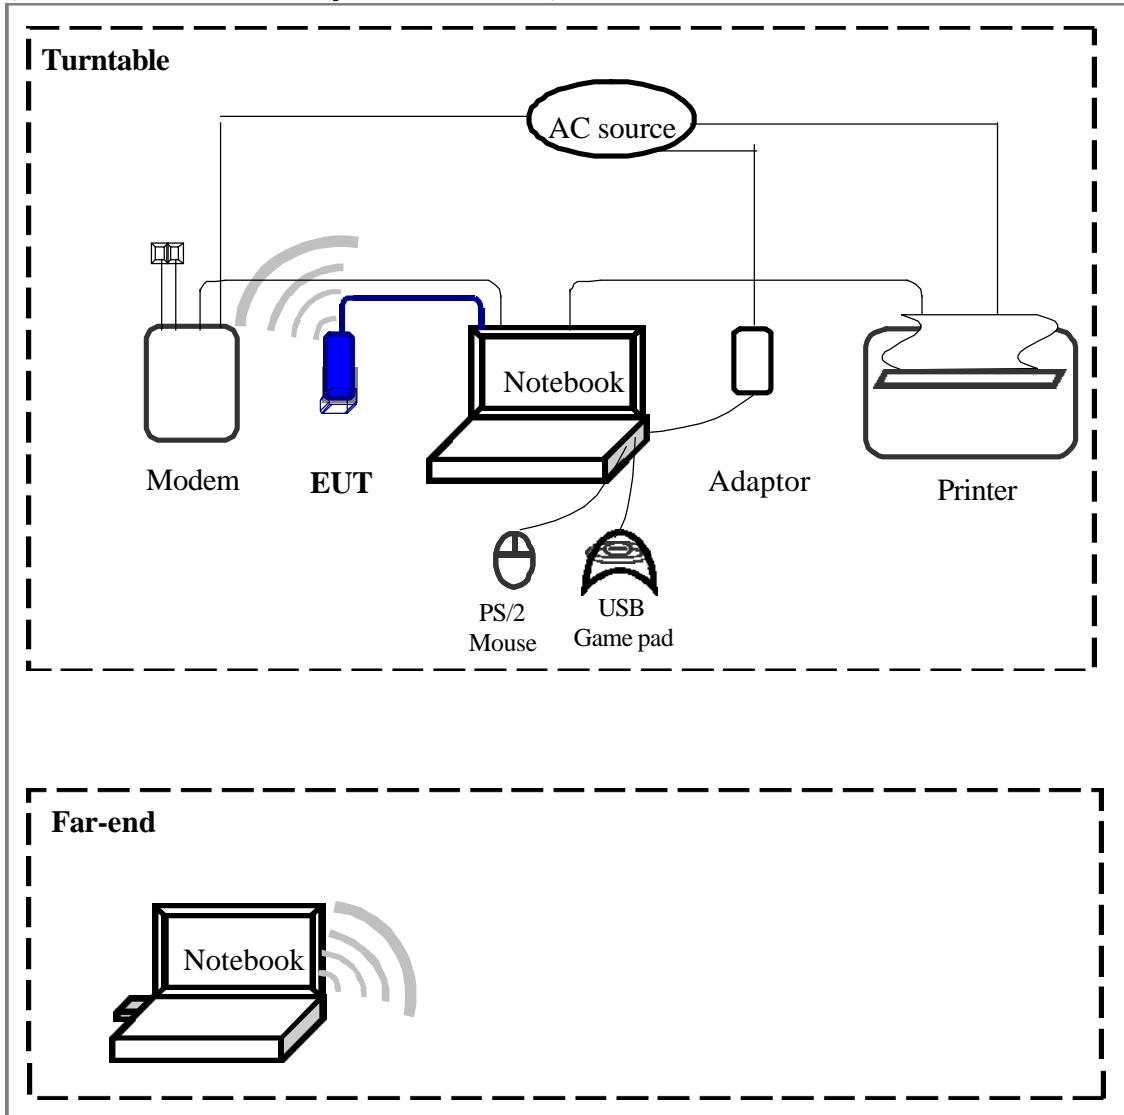 Turntable
AC source
Notebook
Modem
EUT
Adaptor
Printer
PS/2
Mouse
USB
Game pad
Far-end
Notebook